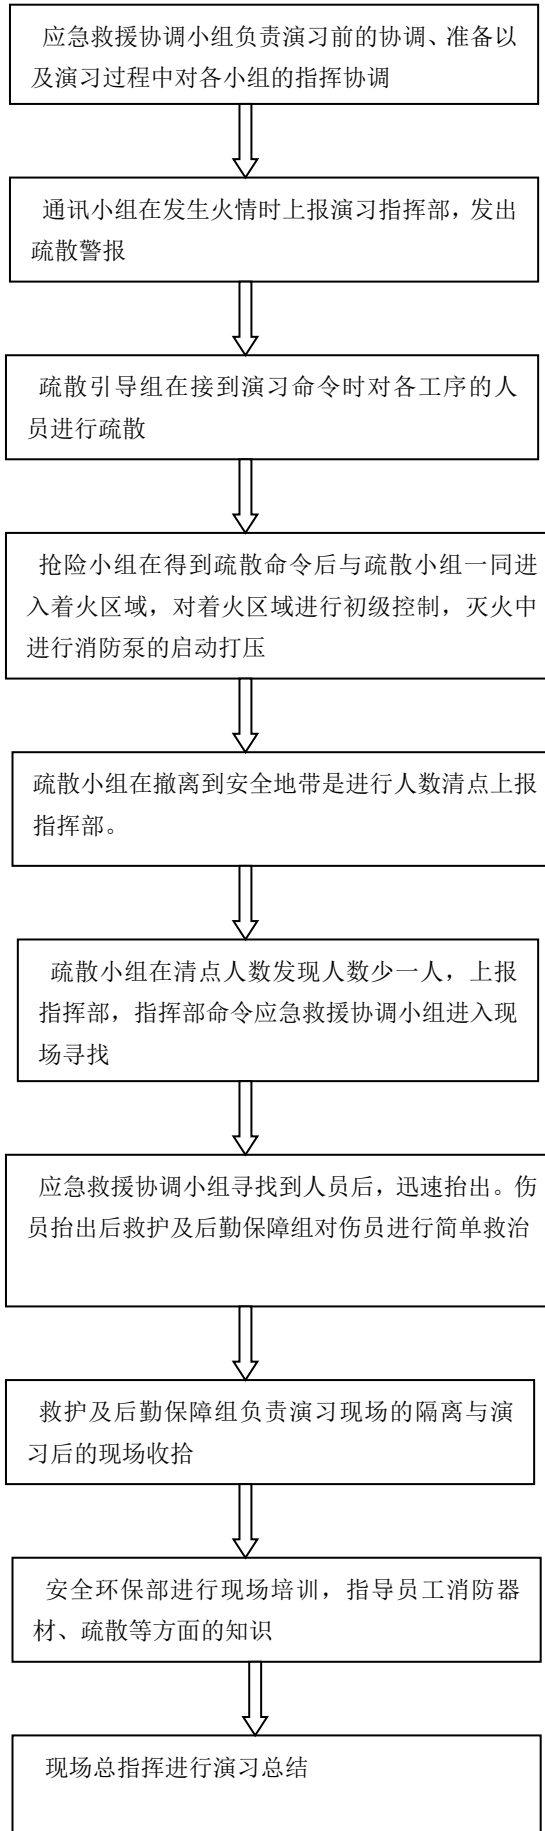 应急救援协调小组负责演习前的协调、准备以
及演习过程中对各小组的指挥协调
通讯小组在发生火情时上报演习指挥部，发出
疏散警报
疏散引导组在接到演习命令时对各工序的人
员进行疏散
抢险小组在得到疏散命令后与疏散小组一同进
入着火区域，对着火区域进行初级控制，灭火中
进行消防泵的启动打压
疏散小组在撤离到安全地带是进行人数清点上报
指挥部。
疏散小组在清点人数发现人数少一人，上报
指挥部，指挥部命令应急救援协调小组进入现
场寻找
应急救援协调小组寻找到人员后，迅速抬出。伤
员抬出后救护及后勤保障组对伤员进行简单救治
救护及后勤保障组负责演习现场的隔离与演
习后的现场收拾
安全环保部进行现场培训，指导员工消防器
材、疏散等方面的知识
现场总指挥进行演习总结